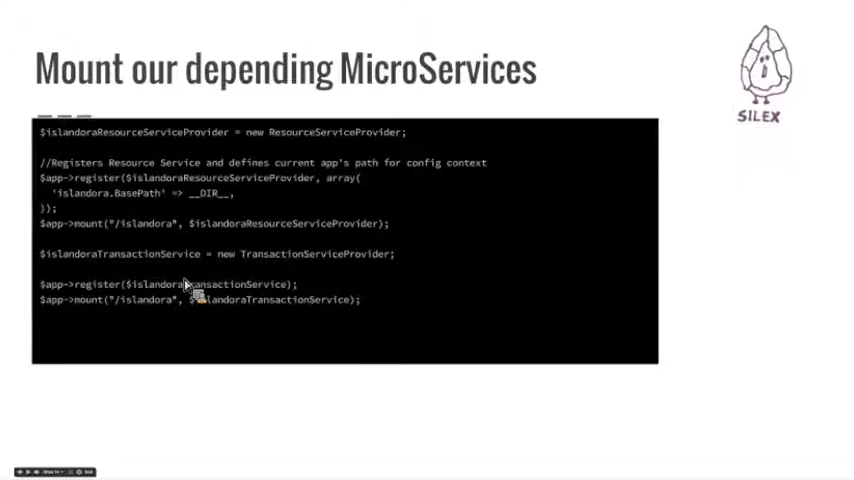 Mount our depending MicroServices
SILEX
$islandoraResourceServiceProvider = new ResourceServiceProvider;
//Registers Resource Service and defines current app's path for config context
$app->register($islandoraResourceServiceProvider, array(
'islandora.BasePath' => __DIR__,
));
$app->mount("/islandora", $islandoraResourceServiceProvider);
$islandoraTransactionService = new TransactionServiceProvider;
$app->register($islandoraTransactionService);
$app->mount("/islandora", $islandoraTransactionService);